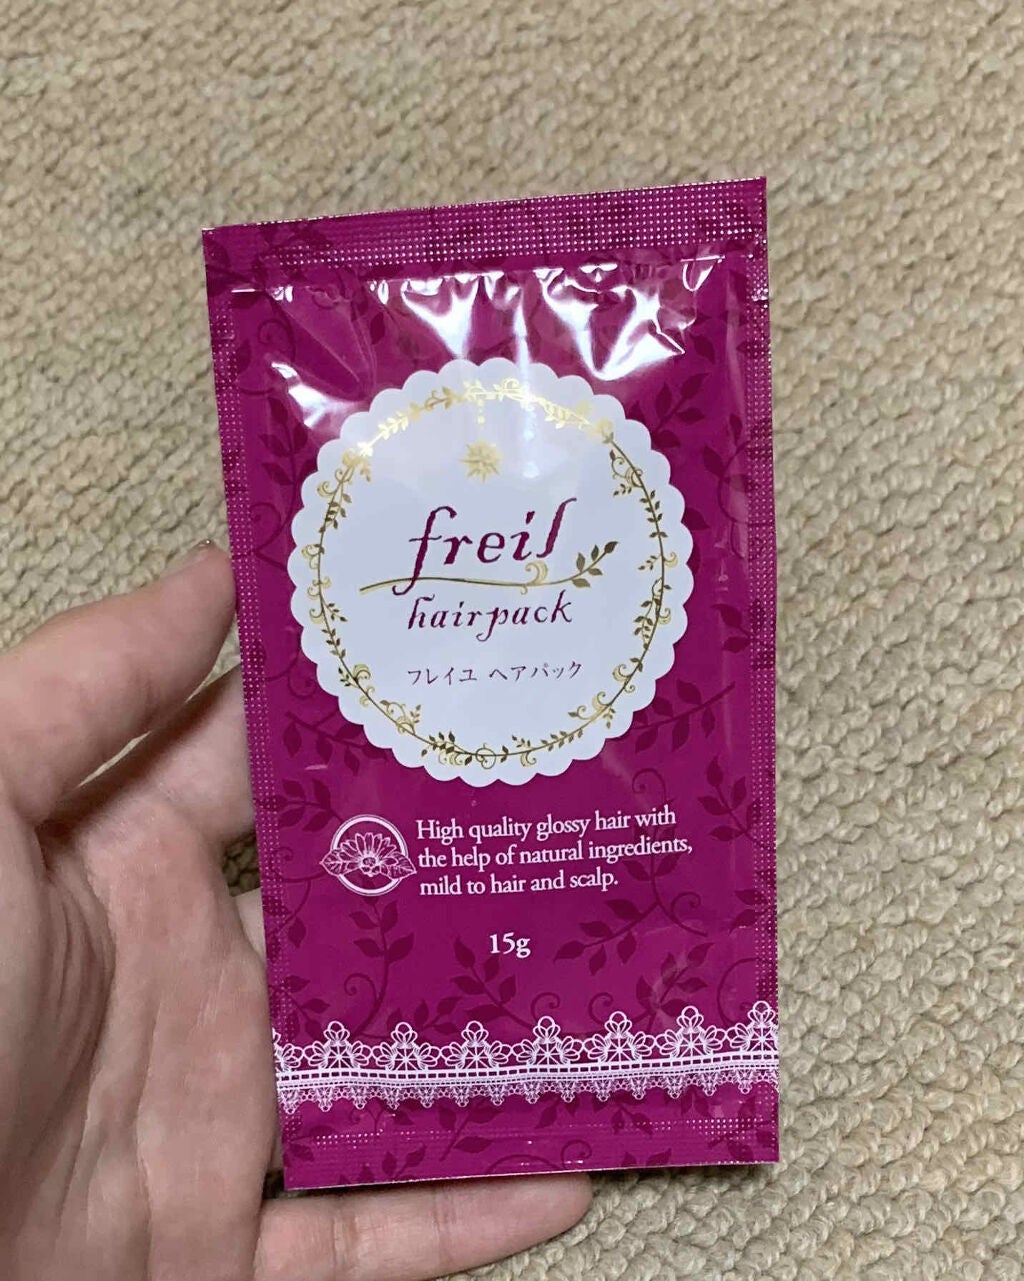 freil
hairpack
フレイユ ヘアパック
High quality glossy hair with
the help of natural ingredients,
mild to hair and scalp.
15g